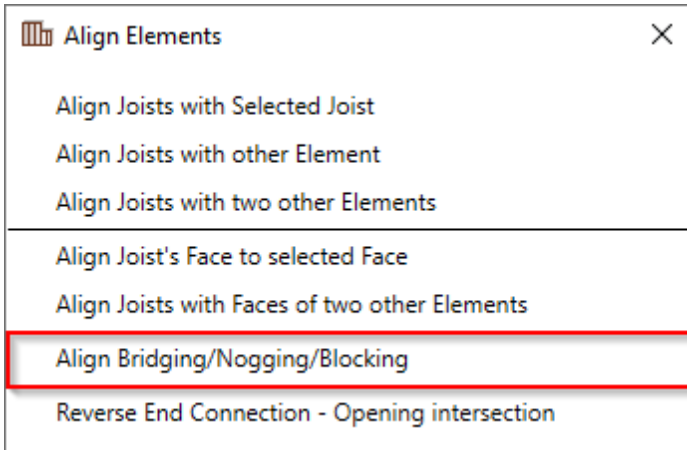 Align Elements
Align Joists with Selected Joist
Align Joists with other Element
Align Joists with two other Elements
Align Joist's Face to selected Face
Align Joists with Faces of two other Elements
Align Bridging/Nogging/Blocking
Reverse End Connection - Opening intersection